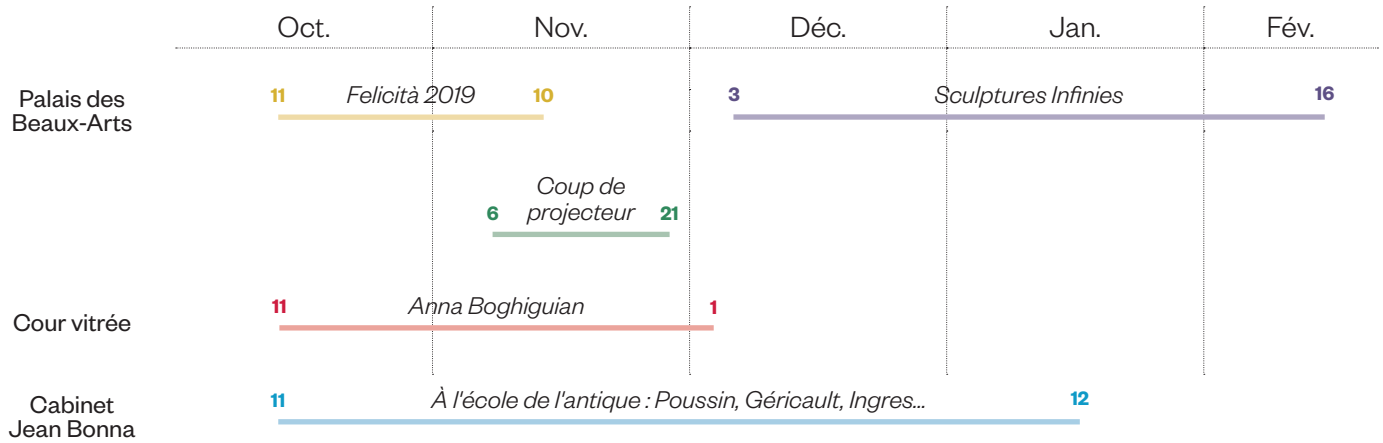 Oct. Nov. Déc. Jan. Fév.
Palais des
Beaux-Arts
11 Felicità 2019 10 3 Sculptures Infinies 16
Coup de
6 projecteur 21
Cour vitrée
11 Anna Boghiguian 1
Cabinet
Jean Bonna
11 À l'école de l'antique : Poussin, Géricault, Ingres... 12